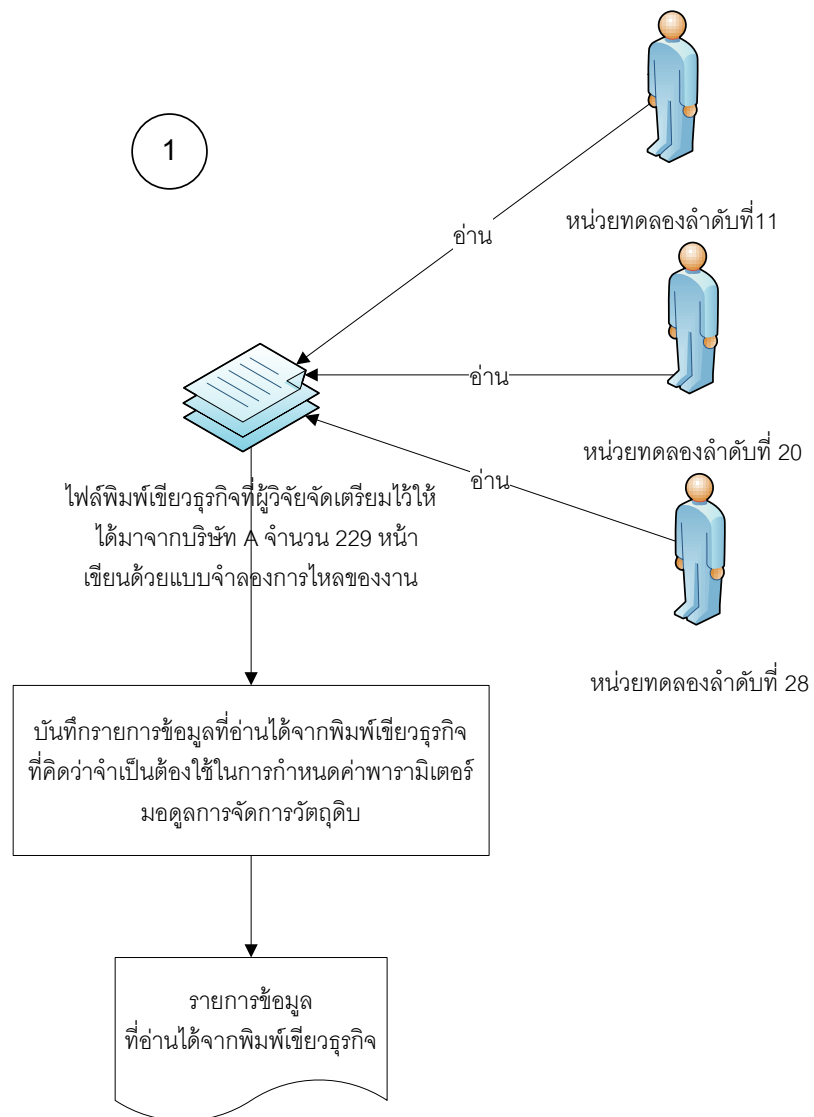 1
หน่วยทดลองลำดับที่11
อ่าน
หน่วยทดลองลำดับที่ 20
อ่าน
หน่วยทดลองลำดับที่ 28
อ่าน
ไฟล์พิมพ์เขียวธุรกิจที่ผู้วิจัยจัดเตรียมไว้ให้
ได้มาจากบริษัท A จำนวน 229 หน้า
เขียนด้วยแบบจำลองการไหลของงาน
บันทึกรายการข้อมูลที่อ่านได้จากพิมพ์เขียวธุรกิจ
ที่คิดว่าจำเป็นต้องใช้ในการกำหนดค่าพารามิเตอร์
มอดูลการจัดการวัตถุดิบ
รายการข้อมูล
ที่อ่านได้จากพิมพ์เขียวธุรกิจ